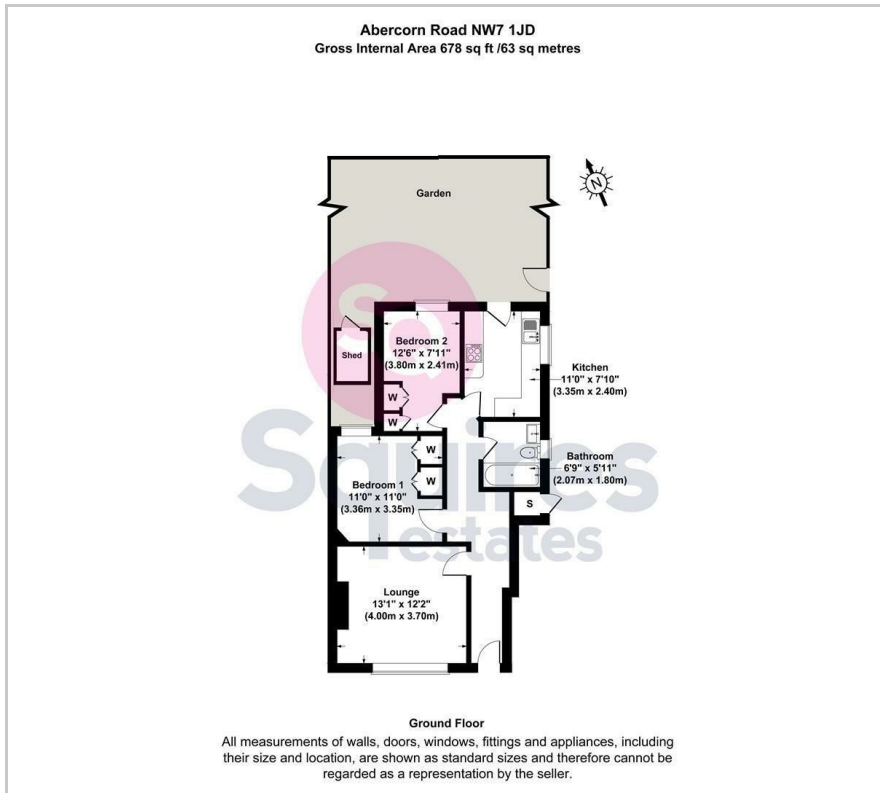 Abercorn Road NW7 1JD
Gross Internal Area 678 sq ft /63 sq metres
Garden
N
SQ
Shed
Bedroom 2
12'6" x 7'11"
(3.80m x 2.41m)
Kitchen
11'0" x 7'10"
(3.35m x 2.40m)
W
W
W
W
Bedroom 1
11'0" x 11'0"
(3.36m x 3.35m)
Bathroom
6'9" x 5'11"
(2.07m x 1.80m)
S
Squires
estates
Lounge
13'1" x 12'2"
(4.00m x 3.70m)
Ground Floor
All measurements of walls, doors, windows, fittings and appliances, including
their size and location, are shown as standard sizes and therefore cannot be
regarded as a representation by the seller.